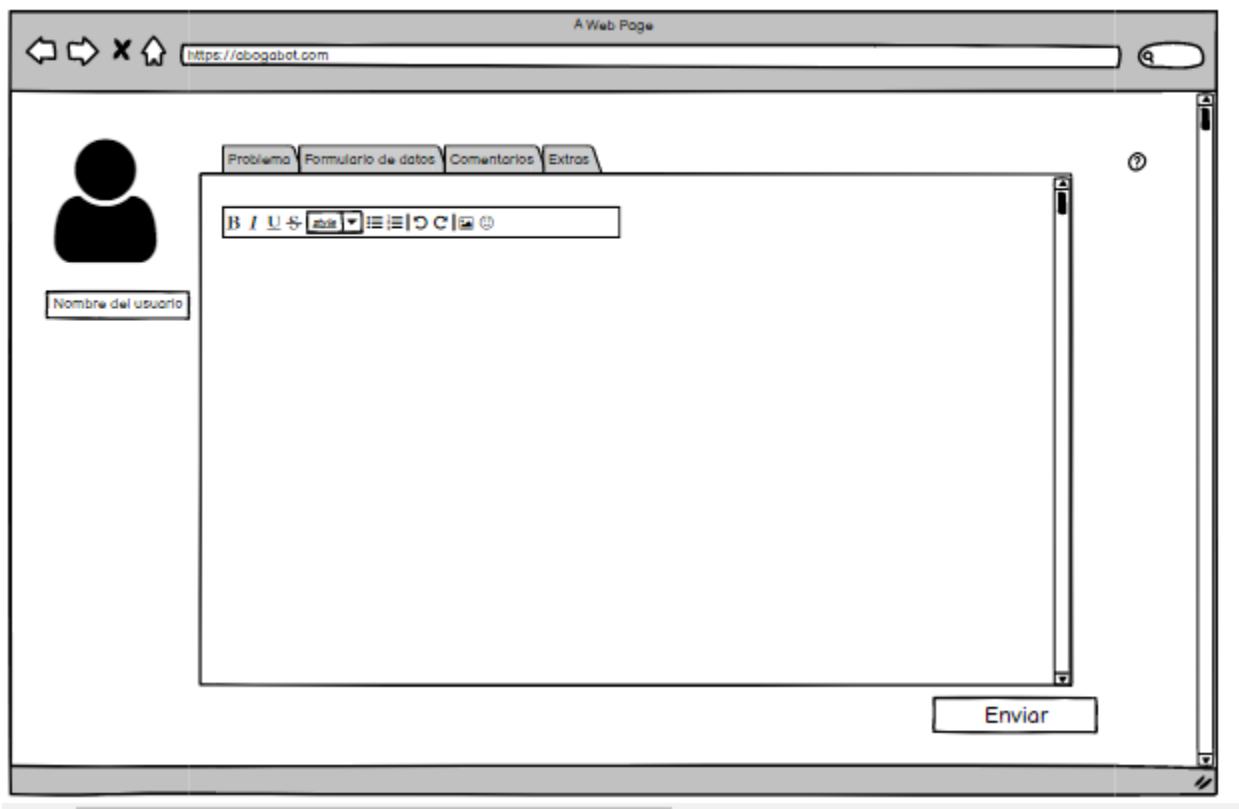 A Web Page
https://abogabot.com
Problema Formulario de datos Comentarios Extras
B I U S
Nombre del usuario
Enviar